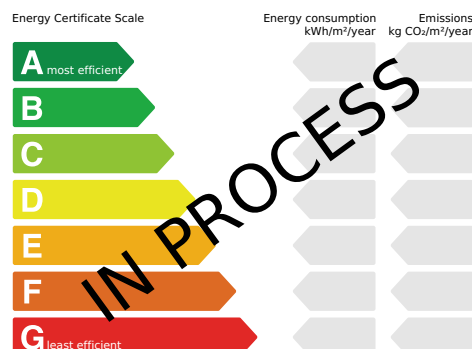 Energy Certificate Scale
Energy consumption
kWh/m²/year
Emissions
kg CO₂/m²/year
A most efficient
B
C
D
E
F
G least efficient
IN PROCESS